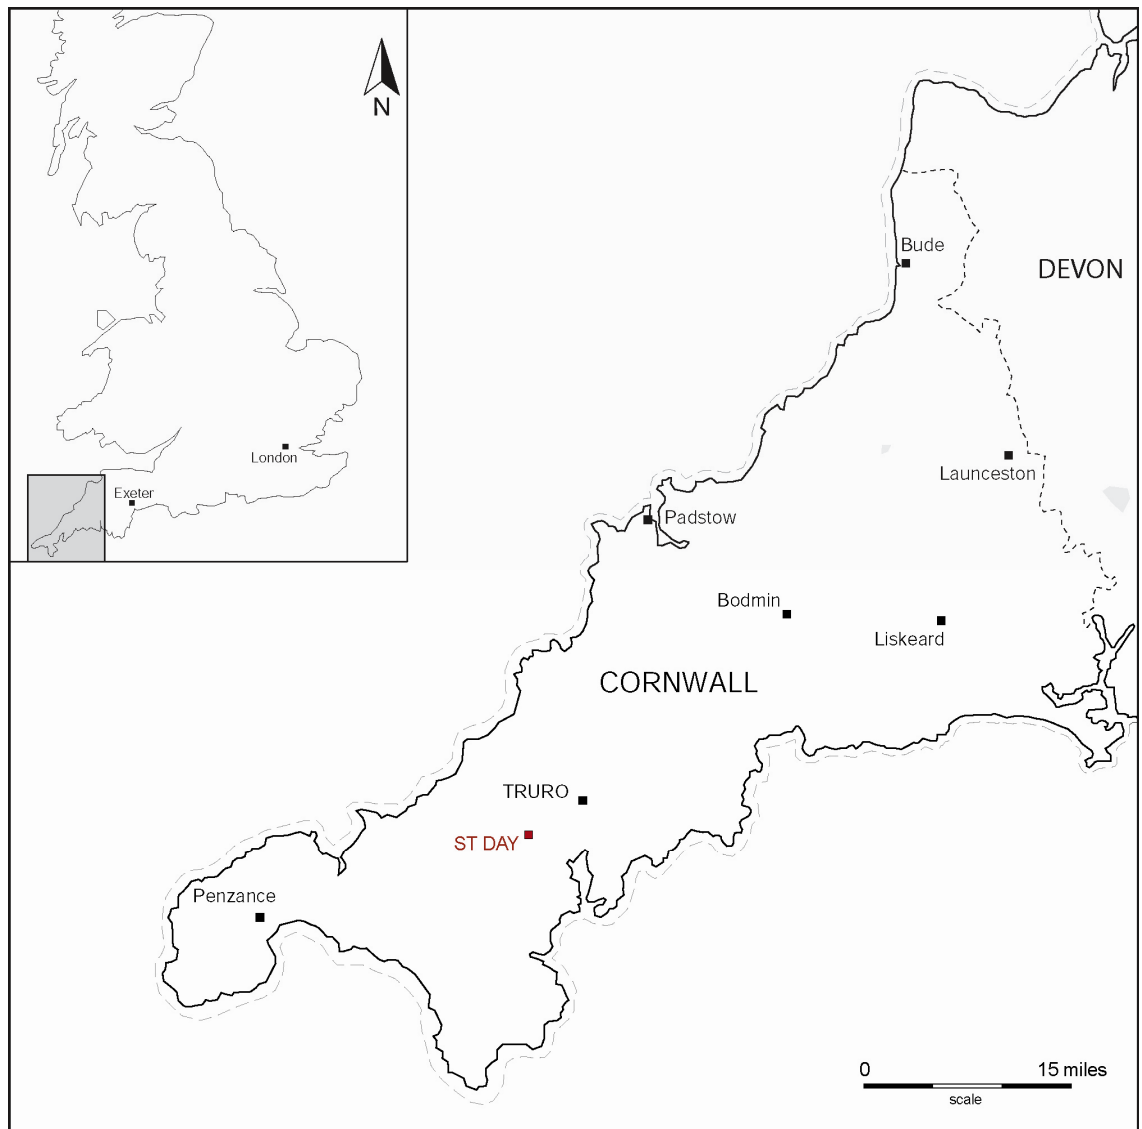 N
London
Exeter
Bude
DEVON
Launceston
Padstow
Bodmin
Liskeard
CORNWALL
TRURO
ST DAY
Penzance
0 15 miles
scale